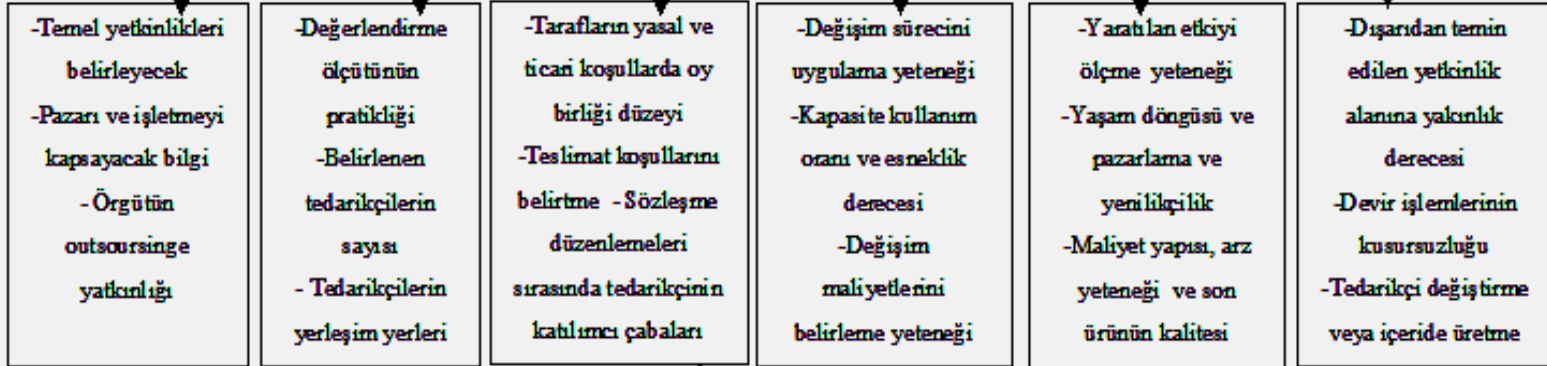 -Temel yetkinlikleri
belirleyecek
-Pazarı ve işletmeyi
kapsayacak bilgi
- Örgütün
outsoursinge
yatkınlığı
-Değerlendirme
ölçütünün
pratikliği
-Belirlenen
tedarikçilerin
sayısı
- Tedarikçilerin
yerleşim yerleri
-Tarafların yasal ve
ticari koşullarda oy
birliği düzeyi
-Teslimat koşullarını
belirtme -Sözleşme
düzenlemeleri
sırasında tedarikçinin
katılımcı çabaları
-Değişim sürecini
uygulama yeteneği
-Kapasite kullanım
oranı ve esneklik
derecesi
-Değişim
maliyetlerini
belirleme yeteneği
-Yaratılan etkiyi
ölçme yeteneği
-Yaşam döngüsü ve
pazarlama ve
yenilikçilik
-Maliyet yapısı, arz
yeteneği ve son
ürünün kalitesi
-Dışarıdan temin
edilen yetkinlik
alanına yakınlık
derecesi
-Devir işlemlerinin
kusursuzluğu
-Tedarikçi değiştirme
veya içeride üretme